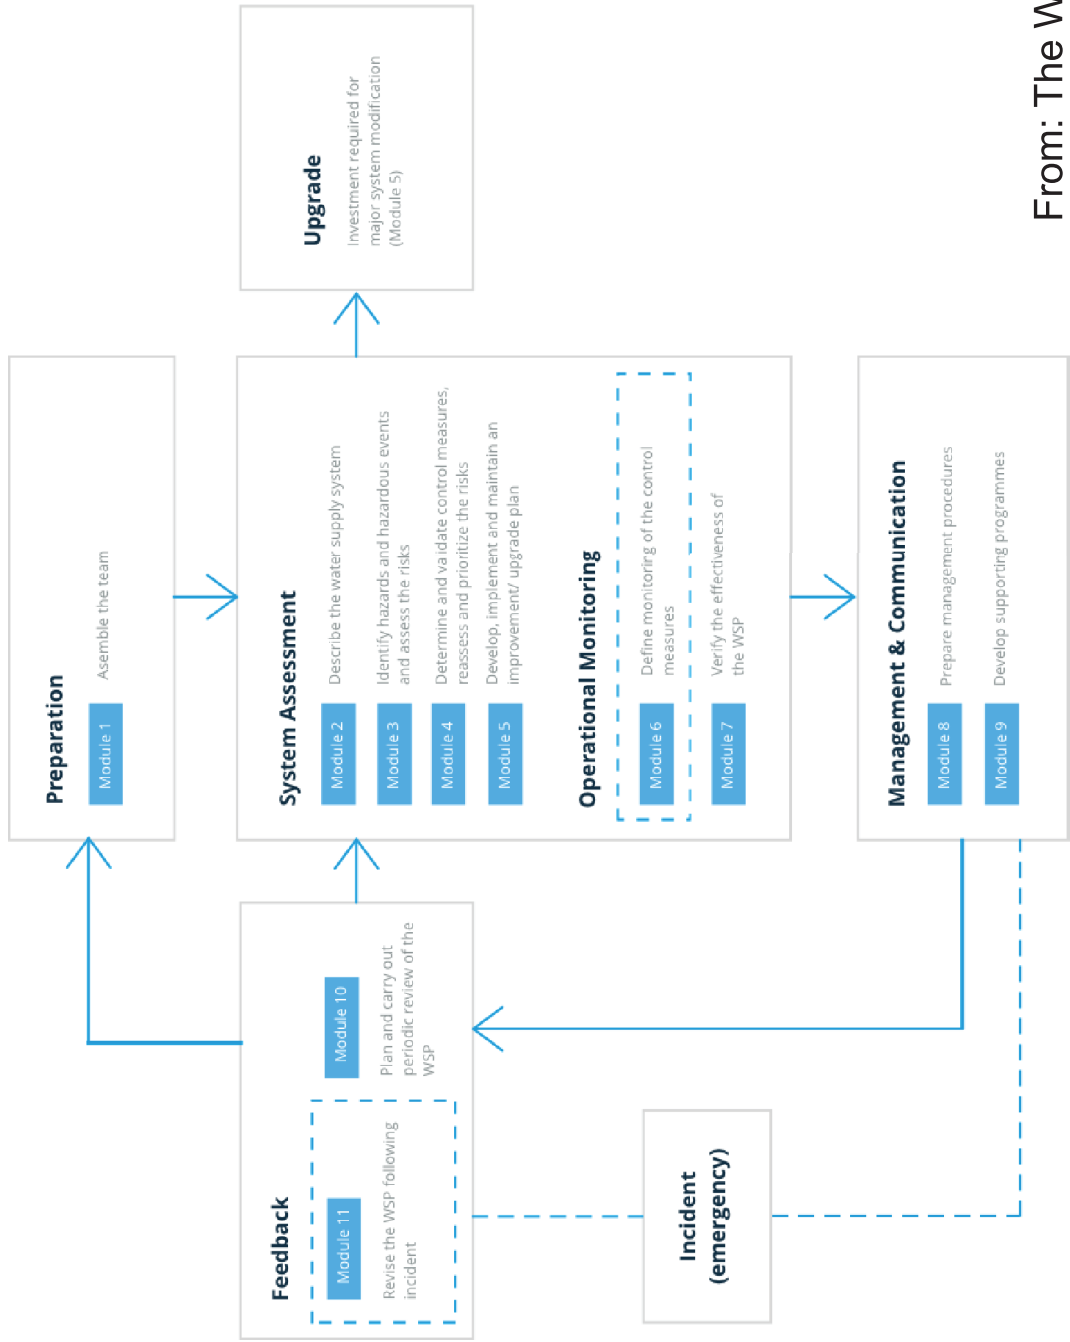 Preparation
Module 1
Asemble the team
Feedback
Module 11
Revise the WSP following
incident
Module 10
Plan and carry out
periodic review of the
WSP
System Assessment
Module 2
Describe the water supply system
Module 3
Identify hazards and hazardous events
and assess the risks
Module 4
Determine and vaidate control measures,
reassess and prioritize the risks
Module 5
Develop, implement and maintain an
improvement/ upgrade plan
Operational Monitoring
Module 6
Define monitoring of the control
measures
Module 7
Verify the effectiveness of
the WSP
Upgrade
Investment required for
major system modification
(Module 5)
Incident
(emergency)
Management & Communication
Module 8
Prepare management procedures
Module 9
Develop supporting programmes
From: The W